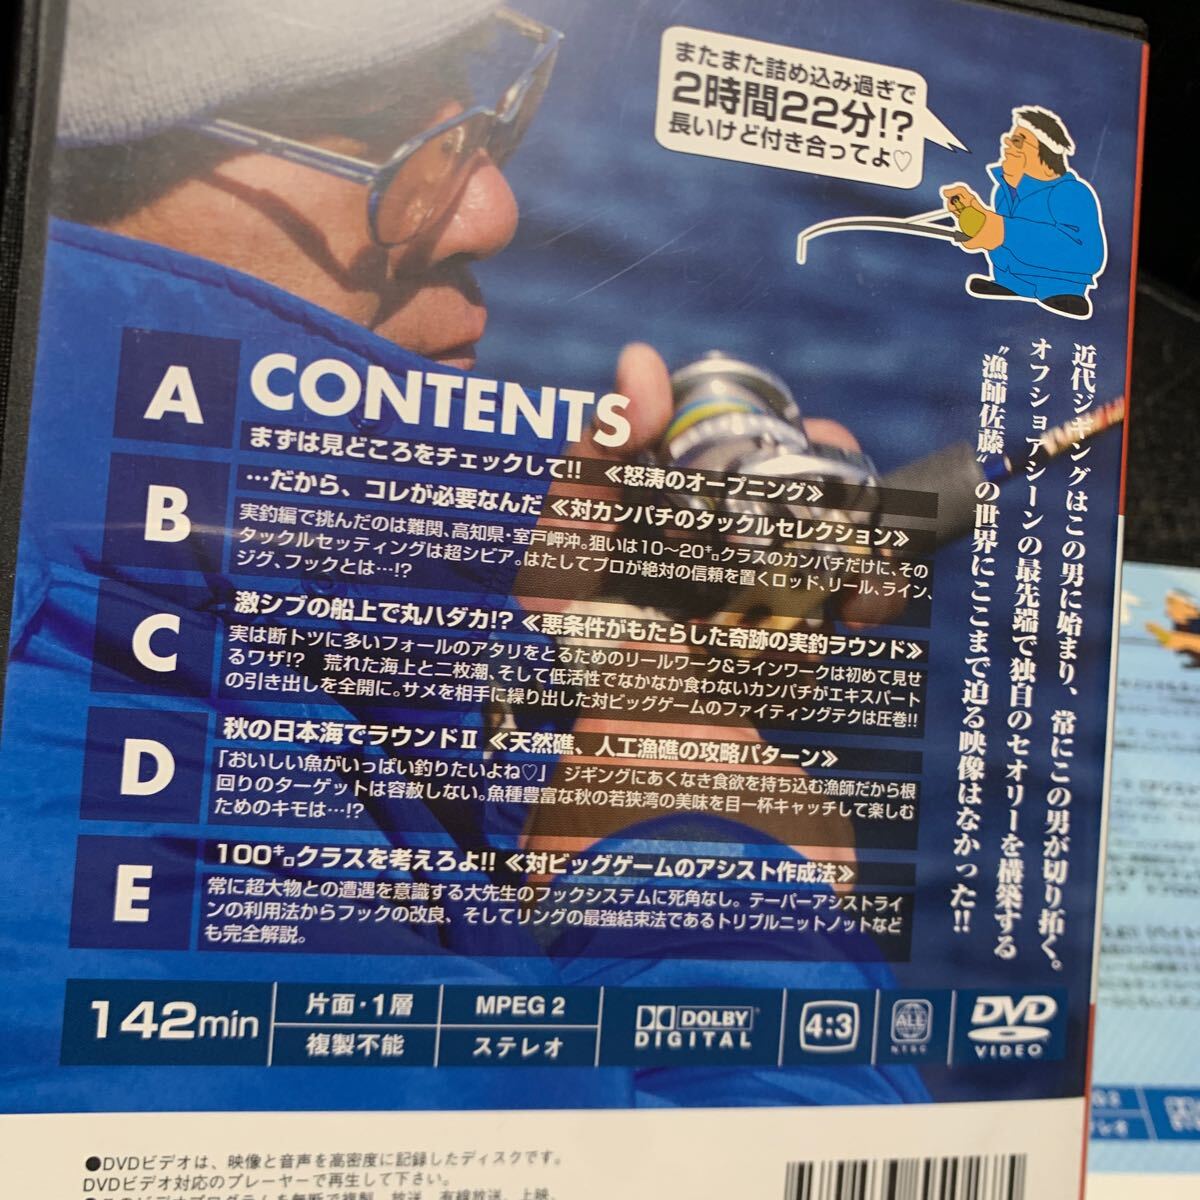 またまた詰め込み過ぎで
2時間22分!?
長いけど付き合ってよ♡
近代ジギングはこの男に始まり、常にこの男が切り拓く。
オフショアシーンの最先端で独自のセオリーを構築する
〝漁師佐藤〟の世界にここまで迫る映像はなかった!!
CONTENTS
A
まずは見どころをチェックして!! ≪怒涛のオープニング≫
B
…だから、コレが必要なんだ ≪対カンパチのタックルセレクション≫
実釣編で挑んだのは難関、高知県・室戸岬沖。狙いは10〜20㌔クラスのカンパチだけに、その
タックルセッティングは超シビア。はたしてプロが絶対の信頼を置くロッド、リール、ライン、
ジグ、フックとは…!?
C
激シブの船上で丸ハダカ!? ≪悪条件がもたらした奇跡の実釣ラウンド≫
実は断トツに多いフォールのアタリをとるためのリールワーク&ラインワークは初めて見せ
るワザ!? 荒れた海上と二枚潮、そして低活性でなかなか食わないカンパチがエキスパート
の引き出しを全開に。サメを相手に繰り出した対ビッグゲームのファイティングテクは圧巻!!
D
秋の日本海でラウンドⅡ ≪天然礁、人工漁礁の攻略パターン≫
「おいしい魚がいっぱい釣りたいよね♡」 ジギングにあくなき食欲を持ち込む漁師だから根
回りのターゲットは容赦しない。魚種豊富な秋の若狭湾の美味を目一杯キャッチして楽しむ
ためのキモは…!?
E
100㌔クラスを考えろよ!! ≪対ビッグゲームのアシスト作成法≫
常に超大物との遭遇を意識する大先生のフックシステムに死角なし。テーパーアシストライ
ンの利用法からフックの改良、そしてリングの最強結束法であるトリプルニットノットなど
も完全解説。
142min
片面・1層
複製不能
MPEG 2
ステレオ
DOLBY
DIGITAL
4:3
ALL
NTSC
DVD
VIDEO
●DVDビデオは、映像と音声を高密度に記録したディスクです。
DVDビデオ対応のプレーヤーで再生して下さい。
●このビデオプログラムを無断で複製、放送、有線放送、上映、